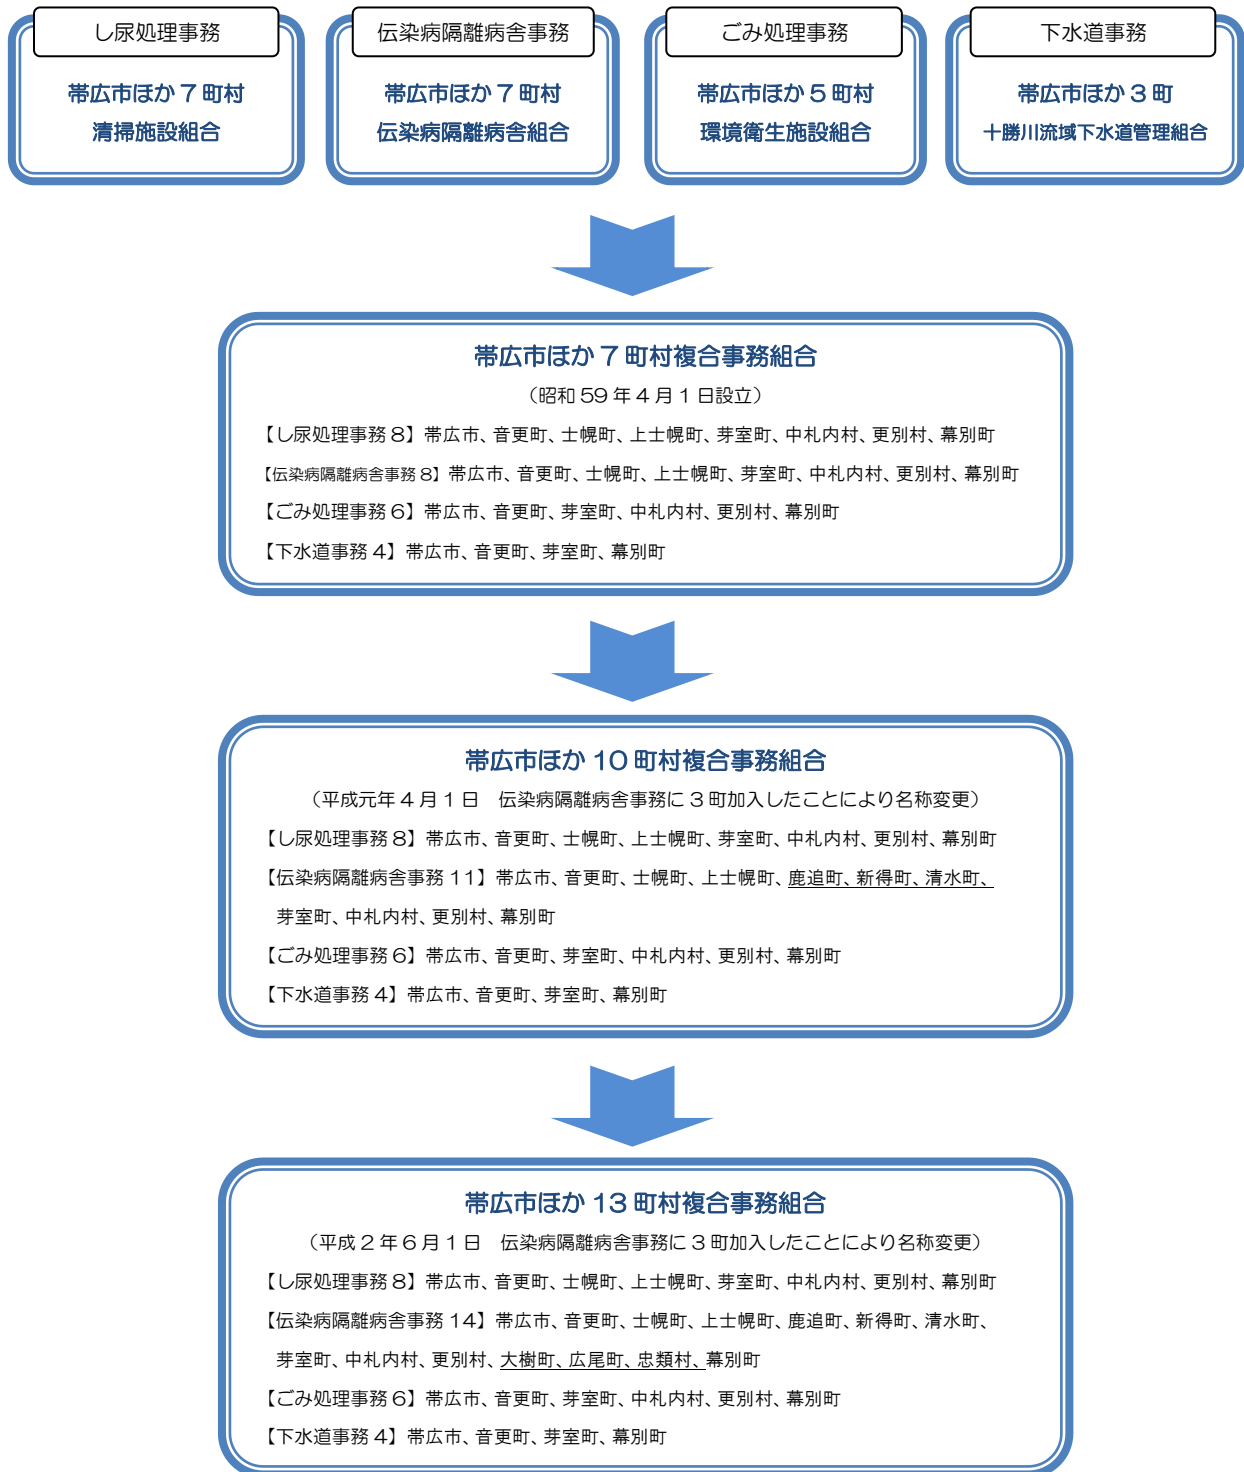 し尿処理事務
帯広市ほか７町村
清掃施設組合
伝染病隔離病舎事務
帯広市ほか７町村
伝染病隔離病舎組合
ごみ処理事務
帯広市ほか５町村
環境衛生施設組合
下水道事務
帯広市ほか３町
十勝川流域下水道管理組合
帯広市ほか７町村複合事務組合
（昭和59年４月１日設立）
【し尿処理事務８】帯広市、音更町、士幌町、上士幌町、芽室町、中札内村、更別村、幕別町
【伝染病隔離病舎事務８】帯広市、音更町、士幌町、上士幌町、芽室町、中札内村、更別村、幕別町
【ごみ処理事務６】帯広市、音更町、芽室町、中札内村、更別村、幕別町
【下水道事務４】帯広市、音更町、芽室町、幕別町
帯広市ほか10町村複合事務組合
（平成元年４月１日　伝染病隔離病舎事務に３町加入したことにより名称変更）
【し尿処理事務８】帯広市、音更町、士幌町、上士幌町、芽室町、中札内村、更別村、幕別町
【伝染病隔離病舎事務11】帯広市、音更町、士幌町、上士幌町、鹿追町、新得町、清水町、
芽室町、中札内村、更別村、幕別町
【ごみ処理事務６】帯広市、音更町、芽室町、中札内村、更別村、幕別町
【下水道事務４】帯広市、音更町、芽室町、幕別町
帯広市ほか13町村複合事務組合
（平成２年６月１日　伝染病隔離病舎事務に３町加入したことにより名称変更）
【し尿処理事務８】帯広市、音更町、士幌町、上士幌町、芽室町、中札内村、更別村、幕別町
【伝染病隔離病舎事務14】帯広市、音更町、士幌町、上士幌町、鹿追町、新得町、清水町、
芽室町、中札内村、更別村、大樹町、広尾町、忠類村、幕別町
【ごみ処理事務６】帯広市、音更町、芽室町、中札内村、更別村、幕別町
【下水道事務４】帯広市、音更町、芽室町、幕別町